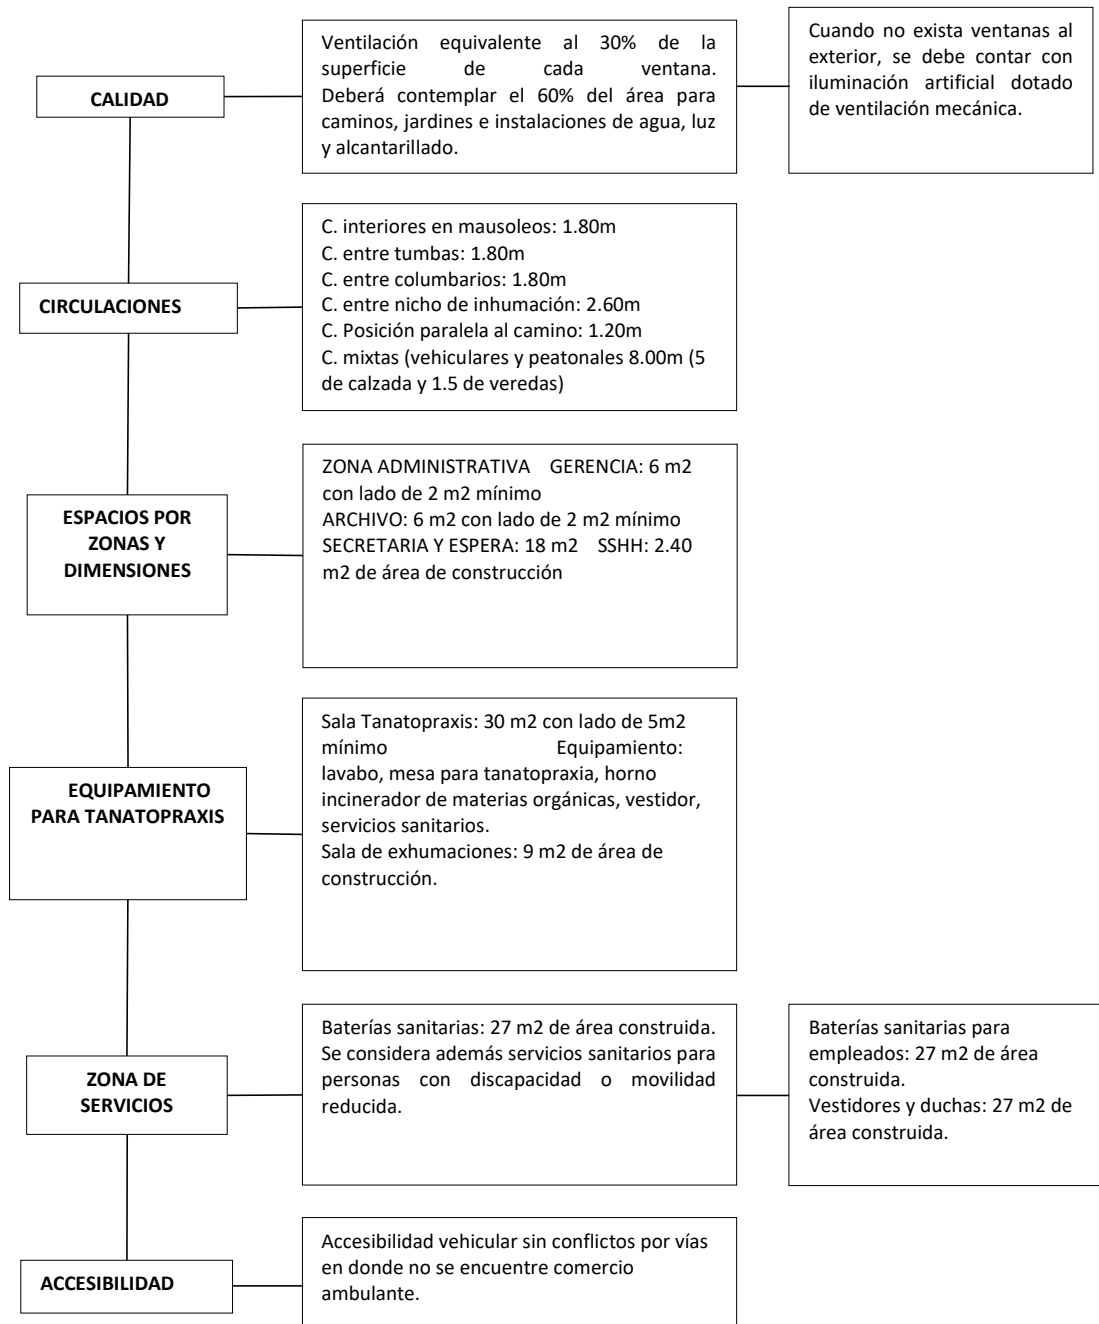 CALIDAD
Ventilación equivalente al 30% de la
superficie de cada ventana.
Deberá contemplar el 60% del área para
caminos, jardines e instalaciones de agua, luz
y alcantarillado.
Cuando no exista ventanas al
exterior, se debe contar con
iluminación artificial dotado
de ventilación mecánica.
CIRCULACIONES
C. interiores en mausoleos: 1.80m
C. entre tumbas: 1.80m
C. entre columbarios: 1.80m
C. entre nicho de inhumación: 2.60m
C. Posición paralela al camino: 1.20m
C. mixtas (vehiculares y peatonales 8.00m (5
de calzada y 1.5 de veredas)
ESPACIOS POR
ZONAS Y
DIMENSIONES
ZONA ADMINISTRATIVA GERENCIA: 6 m2
con lado de 2 m2 mínimo
ARCHIVO: 6 m2 con lado de 2 m2 mínimo
SECRETARIA Y ESPERA: 18 m2 SSHH: 2.40
m2 de área de construcción
EQUIPAMIENTO
PARA TANATOPRAXIS
Sala Tanatopraxis: 30 m2 con lado de 5m2
mínimo Equipamiento:
lavabo, mesa para tanatopraxia, horno
incinerador de materias orgánicas, vestidor,
servicios sanitarios.
Sala de exhumaciones: 9 m2 de área de
construcción.
ZONA DE
SERVICIOS
Baterías sanitarias: 27 m2 de área construida.
Se considera además servicios sanitarios para
personas con discapacidad o movilidad
reducida.
Baterías sanitarias para
empleados: 27 m2 de área
construida.
Vestidores y duchas: 27 m2 de
área construida.
ACCESIBILIDAD
Accesibilidad vehicular sin conflictos por vías
en donde no se encuentre comercio
ambulante.